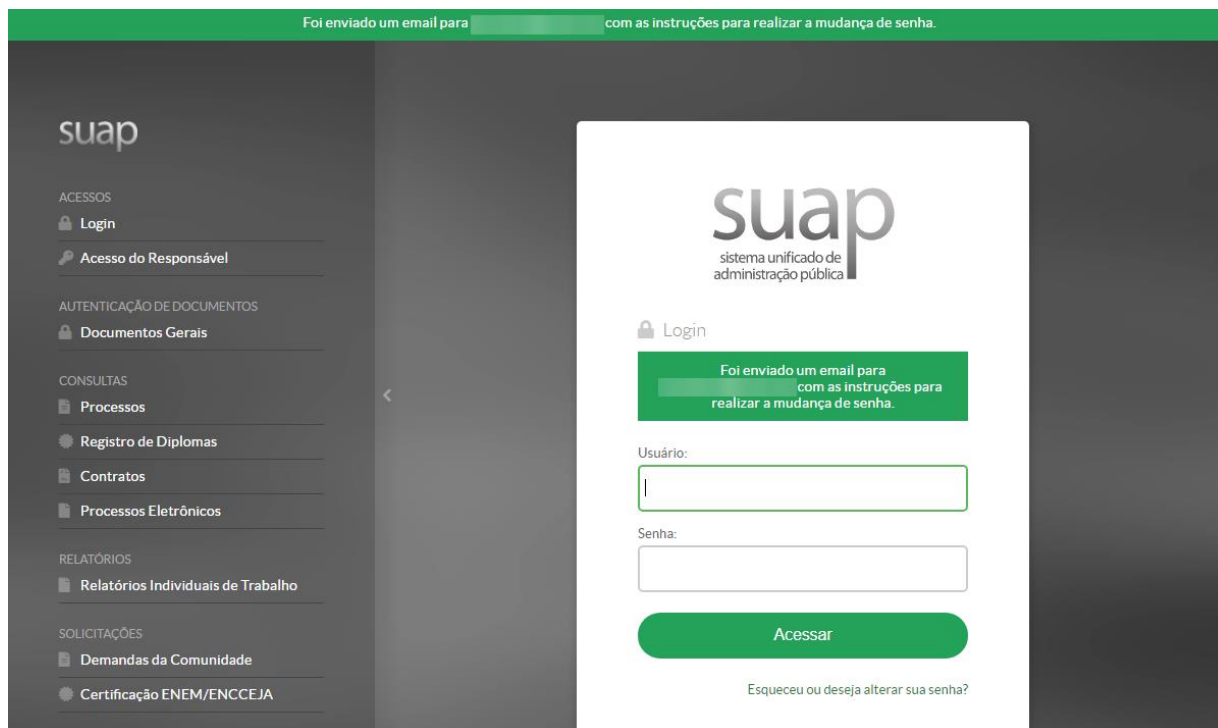 Foi enviado um email para com as instruções para realizar a mudança de senha.
suap
ACESSOS
Login
Acesso do Responsável
AUTENTICAÇÃO DE DOCUMENTOS
Documentos Gerais
CONSULTAS
Processos
Registro de Diplomas
Contratos
Processos Eletrônicos
RELATÓRIOS
Relatórios Individuais de Trabalho
SOLICITAÇÕES
Demandas da Comunidade
Certificação ENEM/ENCCEJA
suap
sistema unificado de
administração pública
Login
Foi enviado um email para
com as instruções para
realizar a mudança de senha.
Usuário:
Senha:
Acessar
Esqueceu ou deseja alterar sua senha?